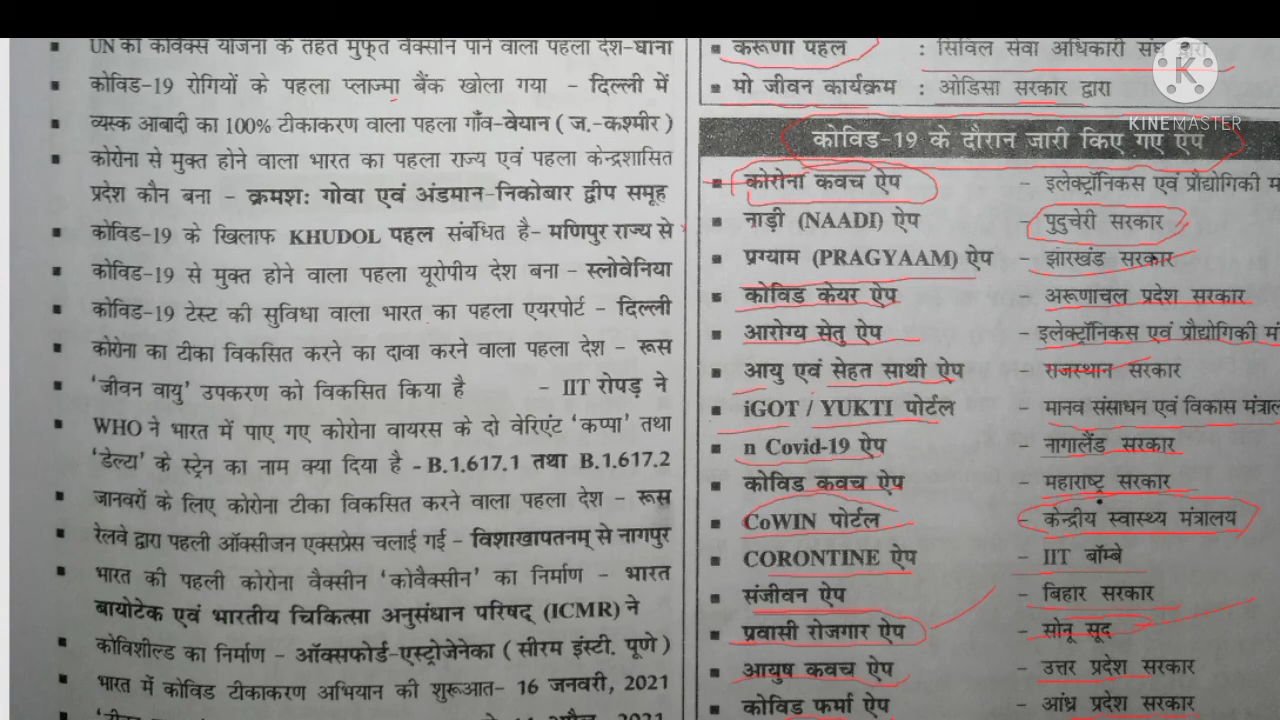 UN की कोवेक्स योजना के तहत मुफ्त वैक्सीन पाने वाला पहला देश-घाना
कोविड-19 रोगियों के पहला प्लाज्मा बैंक खोला गया - दिल्ली में
व्यस्क आबादी का 100% टीकाकरण वाला पहला गाँव-वेयान ( ज.-कश्मीर )
कोरोना से मुक्त होने वाला भारत का पहला राज्य एवं पहला केन्द्रशासित
प्रदेश कौन बना - क्रमश: गोवा एवं अंडमान-निकोबार द्वीप समूह
कोविड-19 के खिलाफ KHUDOL पहल संबंधित है- मणिपुर राज्य से
कोविड-19 से मुक्त होने वाला पहला यूरोपीय देश बना - स्लोवेनिया
कोविड-19 टेस्ट की सुविधा वाला भारत का पहला एयरपोर्ट - दिल्ली
कोरोना का टीका विकसित करने का दावा करने वाला पहला देश - रूस
'जीवन वायु' उपकरण को विकसित किया है - IIT रोपड़ ने
WHO ने भारत में पाए गए कोरोना वायरस के दो वेरिएंट 'कप्पा' तथा
'डेल्टा' के स्ट्रेन का नाम क्या दिया है - B.1.617.1 तथा B.1.617.2
जानवरों के लिए कोरोना टीका विकसित करने वाला पहला देश - रूस
रेलवे द्वारा पहली ऑक्सीजन एक्सप्रेस चलाई गई - विशाखापतनम् से नागपुर
भारत की पहली कोरोना वैक्सीन 'कोवैक्सीन' का निर्माण - भारत
बायोटेक एवं भारतीय चिकित्सा अनुसंधान परिषद् (ICMR) ने
कोविशील्ड का निर्माण - ऑक्सफोर्ड-एस्ट्रोजेनेका ( सीरम इंस्टी. पूणे )
भारत में कोविड टीकाकरण अभियान की शुरूआत- 16 जनवरी, 2021
2021
करूणा पहल : सिविल सेवा अधिकारी संघ द्वारा
मो जीवन कार्यक्रम : ओडिसा सरकार द्वारा
K
KINEMASTER
कोविड-19 के दौरान जारी किए गए ऐप
कोरोना कवच ऐप - इलेक्ट्रॉनिकस एवं प्रौद्योगिकी
नाड़ी (NAADI) ऐप - पुदुचेरी सरकार
प्रग्याम (PRAGYAAM) ऐप - झारखंड सरकार
कोविड केयर ऐप - अरूणाचल प्रदेश सरकार
आरोग्य सेतु ऐप - इलेक्ट्रॉनिकस एवं प्रौद्योगिकी
आयु एवं सेहत साथी ऐप - राजस्थान सरकार
iGOT / YUKTI पोर्टल - मानव संसाधन एवं विकास
n Covid-19 ऐप - नागालैंड सरकार
कोविड कवच ऐप - महाराष्ट्र सरकार
CoWIN पोर्टल - केन्द्रीय स्वास्थ्य मंत्रालय
CORONTINE ऐप - IIT बॉम्बे
संजीवन ऐप - बिहार सरकार
प्रवासी रोजगार ऐप - सोनू सूद
आयुष कवच ऐप - उत्तर प्रदेश सरकार
कोविड फर्मा ऐप - आंध्र प्रदेश सरकार